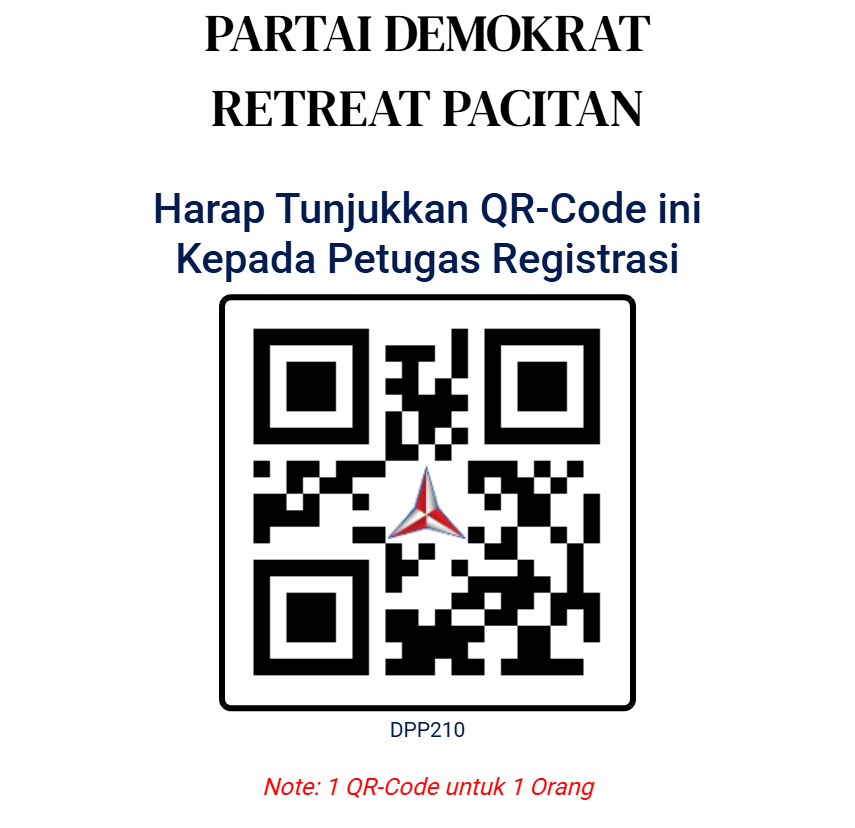 PARTAI DEMOKRAT
RETREAT PACITAN
Harap Tunjukkan QR-Code ini
Kepada Petugas Registrasi
DPP210
Note: 1 QR-Code untuk 1 Orang